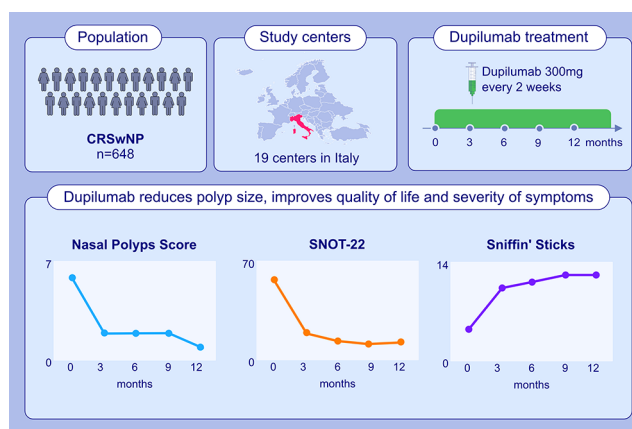 Population
Study centers
Dupilumab treatment
CRSwNP
n=648
19 centers in Italy
Dupilumab 300mg
every 2 weeks
0 3 6 9 12 months
Dupilumab reduces polyp size, improves quality of life and severity of symptoms
Nasal Polyps Score
7
0
0 3 6 9 12
months
SNOT-22
70
0
0 3 6 9 12
months
Sniffin' Sticks
14
0
0 3 6 9 12
months